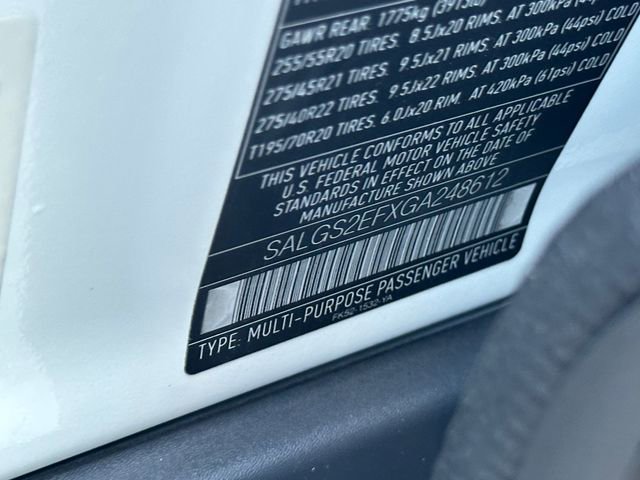 GAWR REAR. 1775kg (3913lb)
255/55R20 TIRES. 8.5Jx20 RIMS. AT 300kPa (44psi) COLD
275/45R21 TIRES. 9.5Jx21 RIMS. AT 300kPa (44psi) COLD
275/40R22 TIRES. 9.5Jx22 RIMS. AT 300kPa (44psi) COLD
T195/70R20 TIRES. 6.0Jx20 RIM. AT 420kPa (61psi) COLD
THIS VEHICLE CONFORMS TO ALL APPLICABLE
U.S. FEDERAL MOTOR VEHICLE SAFETY
STANDARDS IN EFFECT ON THE DATE OF
MANUFACTURE SHOWN ABOVE
SALGS2EFXGA248612
TYPE: MULTI-PURPOSE PASSENGER VEHICLE
FK52-1532-YA